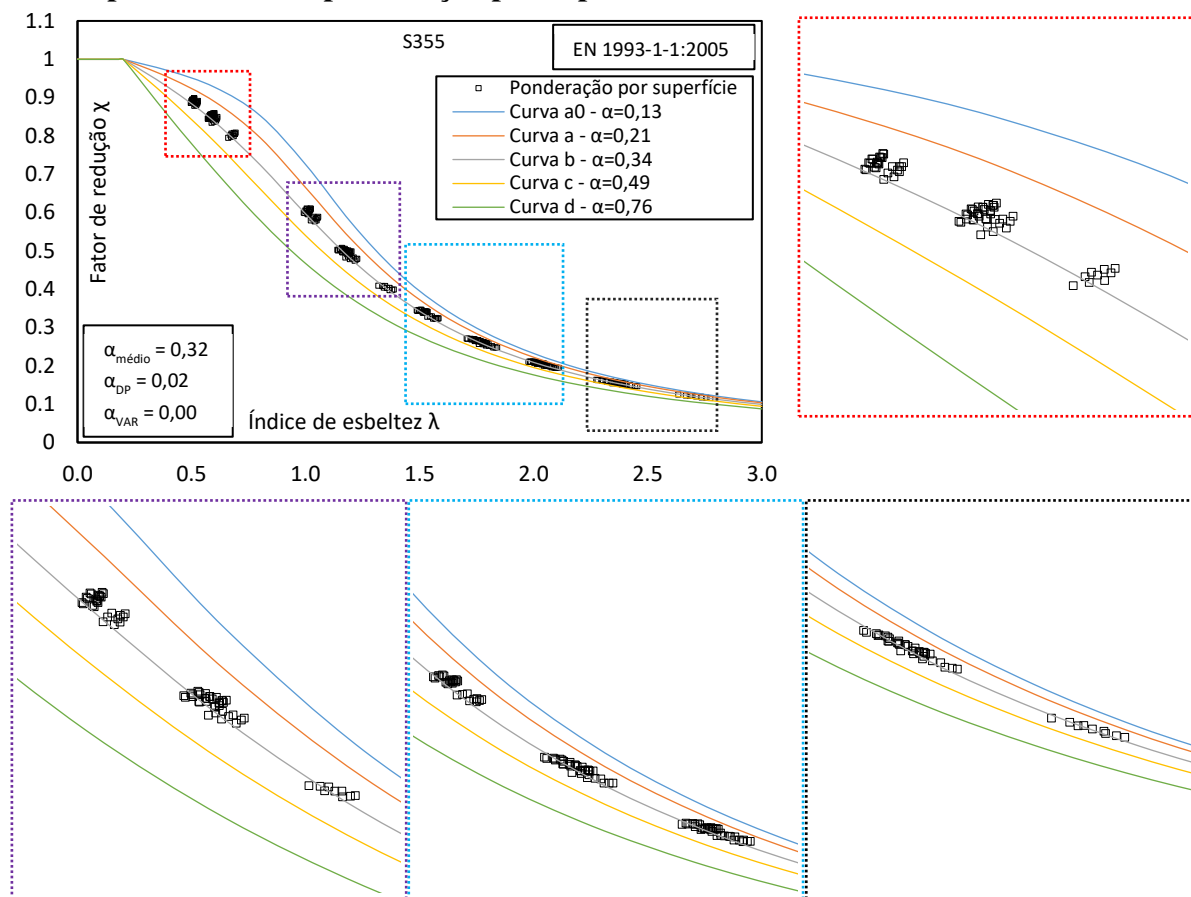 1.1
1
0.9
0.8
0.7
0.6
0.5
0.4
0.3
0.2
0.1
0
Fator de redução χ
S355
EN 1993-1-1:2005
Ponderação por superfície
Curva a0 - α=0,13
Curva a - α=0,21
Curva b - α=0,34
Curva c - α=0,49
Curva d - α=0,76
αmédio = 0,32
αDP = 0,02
αVAR = 0,00
Índice de esbeltez λ
0.0 0.5 1.0 1.5 2.0 2.5 3.0